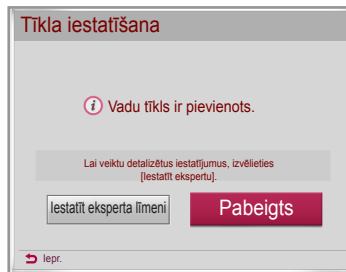 Tīkla iestatīšana
Vadu tīkls ir pievienots.
Lai veiktu detalizētus iestatījumus, izvēlieties
[Iestatīt ekspertu].
Iestatīt eksperta līmeni
Pabeigts
Iepr.